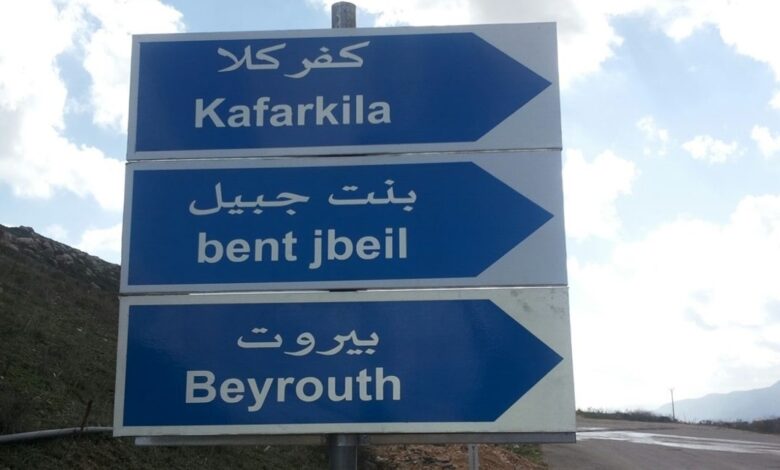 كفركلا
Kafarkila
بنت جبيل
bent jbeil
بيروت
Beyrouth